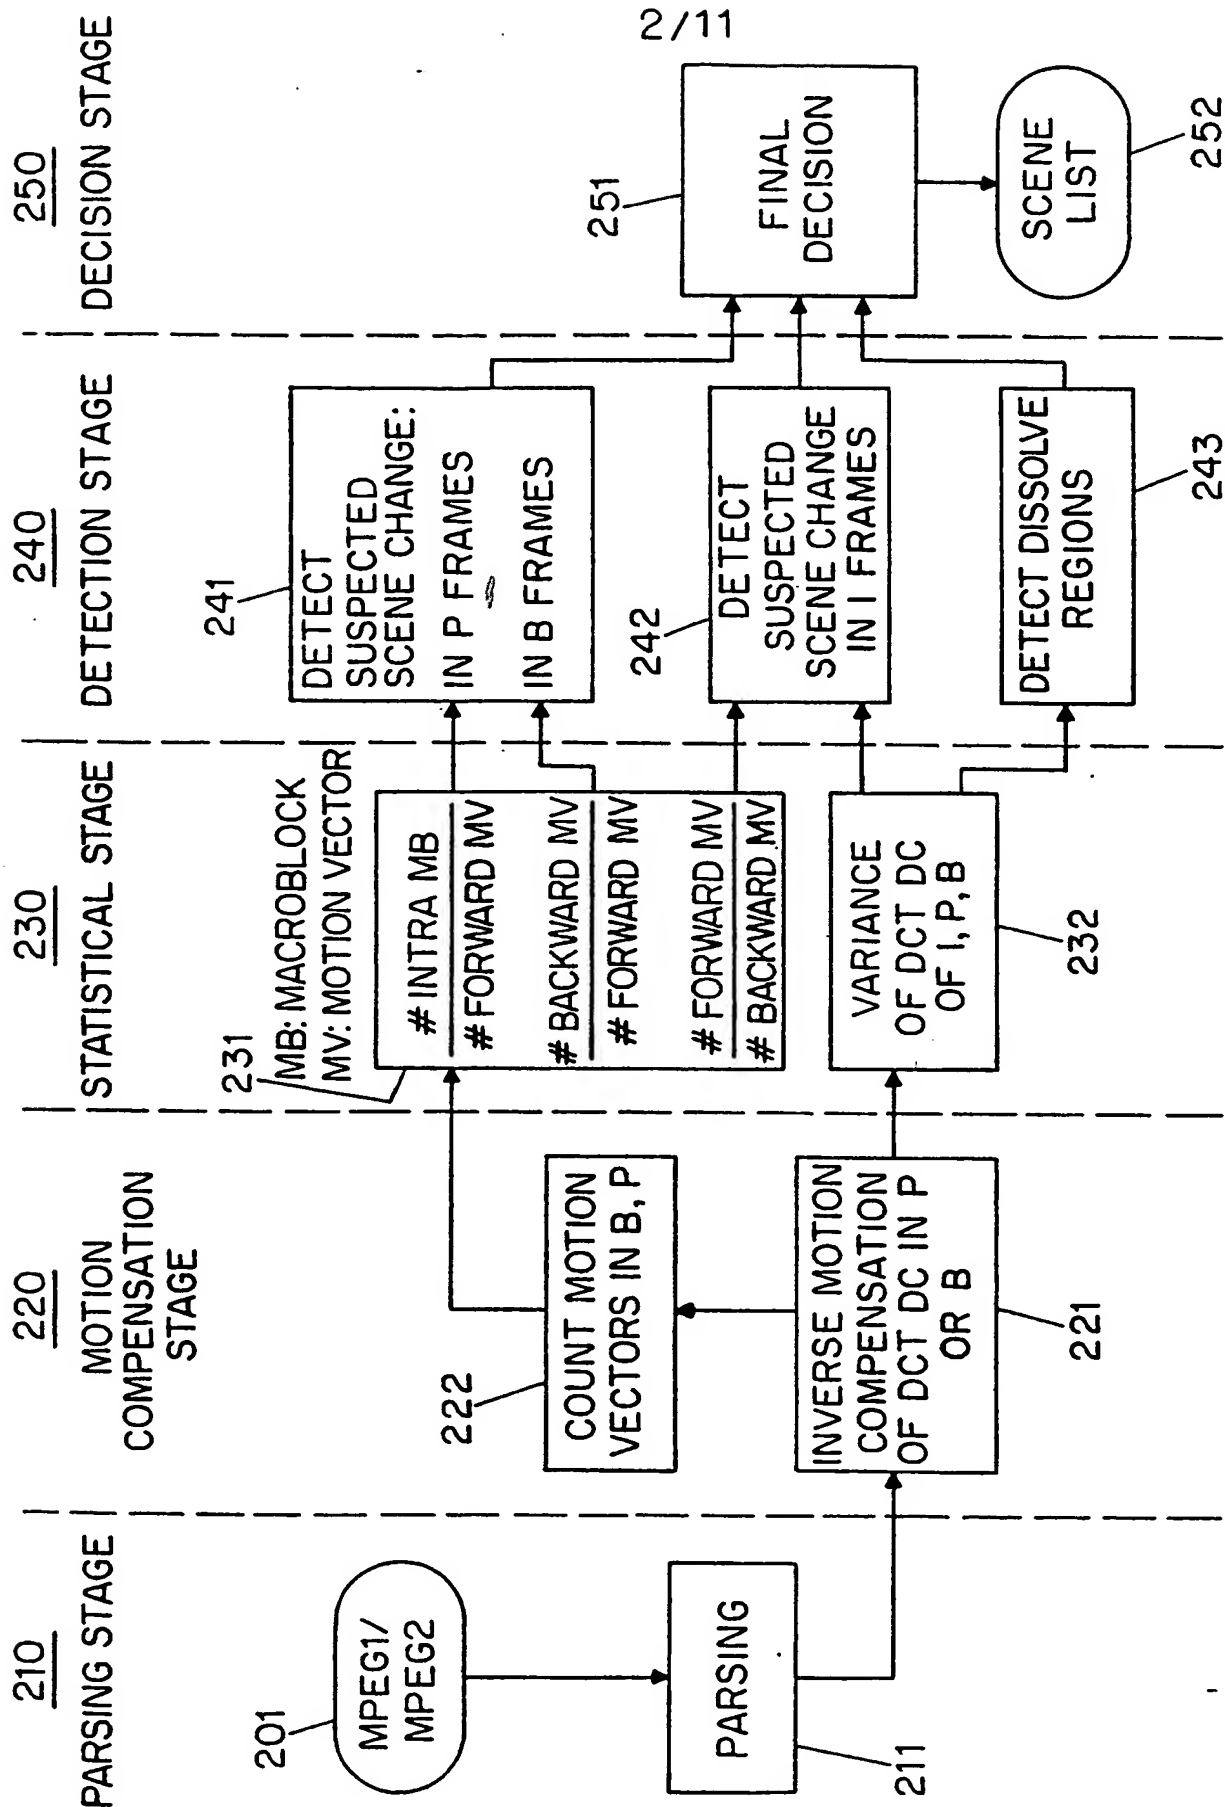 2/11
210
PARSING STAGE
201
MPEG1/
MPEG2
PARSING
211
220
MOTION
COMPENSATION
STAGE
222
COUNT MOTION
VECTORS IN B, P
INVERSE MOTION
COMPENSATION
OF DCT DC IN P
OR B
221
230
STATISTICAL STAGE
MB: MACROBLOCK
MV: MOTION VECTOR
231
# INTRA MB
# FORWARD MV
# BACKWARD MV
# FORWARD MV
# FORWARD MV
# BACKWARD MV
VARIANCE
OF DCT DC
OF I, P, B
232
240
DETECTION STAGE
241
DETECT
SUSPECTED
SCENE CHANGE:
IN P FRAMES
IN B FRAMES
242
DETECT
SUSPECTED
SCENE CHANGE
IN I FRAMES
DETECT DISSOLVE
REGIONS
243
250
DECISION STAGE
251
FINAL
DECISION
SCENE
LIST
252